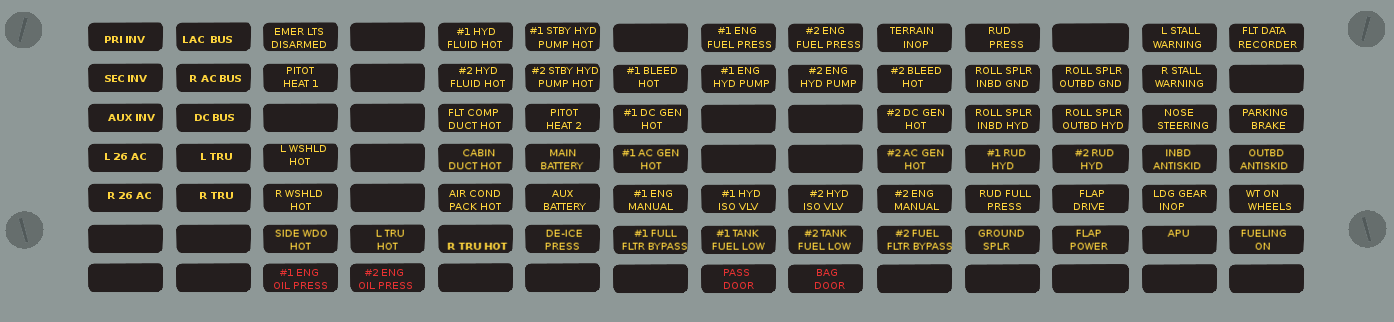 PRI INV
LAC BUS
EMER LTS
DISARMED
#1 HYD
FLUID HOT
#1 STBY HYD
PUMP HOT
#1 ENG
FUEL PRESS
#2 ENG
FUEL PRESS
TERRAIN
INOP
RUD
PRESS
L STALL
WARNING
FLT DATA
RECORDER
SEC INV
R AC BUS
PITOT
HEAT 1
#2 HYD
FLUID HOT
#2 STBY HYD
PUMP HOT
#1 BLEED
HOT
#1 ENG
HYD PUMP
#2 ENG
HYD PUMP
#2 BLEED
HOT
ROLL SPLR
INBD GND
ROLL SPLR
OUTBD GND
R STALL
WARNING
AUX INV
DC BUS
FLT COMP
DUCT HOT
PITOT
HEAT 2
#1 DC GEN
HOT
#2 DC GEN
HOT
ROLL SPLR
INBD HYD
ROLL SPLR
OUTBD HYD
NOSE
STEERING
PARKING
BRAKE
L 26 AC
L TRU
L WSHLD
HOT
CABIN
DUCT HOT
MAIN
BATTERY
#1 AC GEN
HOT
#2 AC GEN
HOT
#1 RUD
HYD
#2 RUD
HYD
INBD
ANTISKID
OUTBD
ANTISKID
R 26 AC
R TRU
R WSHLD
HOT
AIR COND
PACK HOT
AUX
BATTERY
#1 ENG
MANUAL
#1 HYD
ISO VLV
#2 HYD
ISO VLV
#2 ENG
MANUAL
RUD FULL
PRESS
FLAP
DRIVE
LDG GEAR
INOP
WT ON
WHEELS
SIDE WDO
HOT
L TRU
HOT
R TRU HOT
DE-ICE
PRESS
#1 FULL
FLTR BYPASS
#1 TANK
FUEL LOW
#2 TANK
FUEL LOW
#2 FUEL
FLTR BYPASS
GROUND
SPLR
FLAP
POWER
APU
FUELING
ON
#1 ENG
OIL PRESS
#2 ENG
OIL PRESS
PASS
DOOR
BAG
DOOR